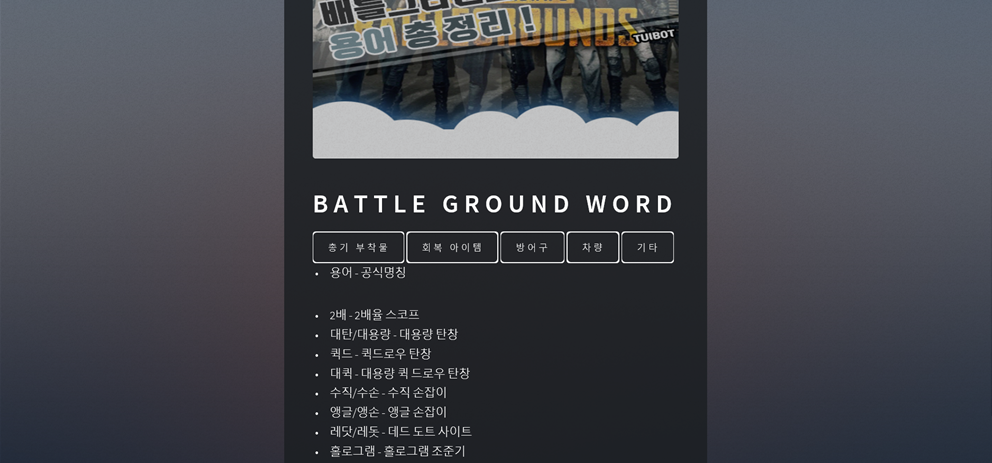 용어 총 정리!
TUIBOT
BATTLE GROUND WORD
총기 부착물 회복 아이템 방어구 차량 기타
• 용어 - 공식명칭
• 2배 - 2배율 스코프
• 대탄/대용량 - 대용량 탄창
• 퀵드 - 퀵드로우 탄창
• 대퀵 - 대용량 퀵 드로우 탄창
• 수직/수손 - 수직 손잡이
• 앵글/앵손 - 앵글 손잡이
• 레닷/레돗 - 데드 도트 사이트
• 홀로그램 - 홀로그램 조준기